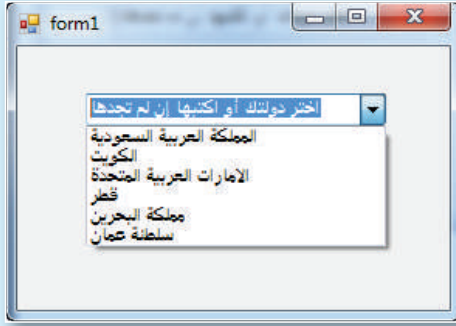 form1
اختر دولتك أو اكتبها إن لم تجدها
المملكة العربية السعودية
الكويت
الامارات العربية المتحدة
قطر
مملكة البحرين
سلطنة عمان